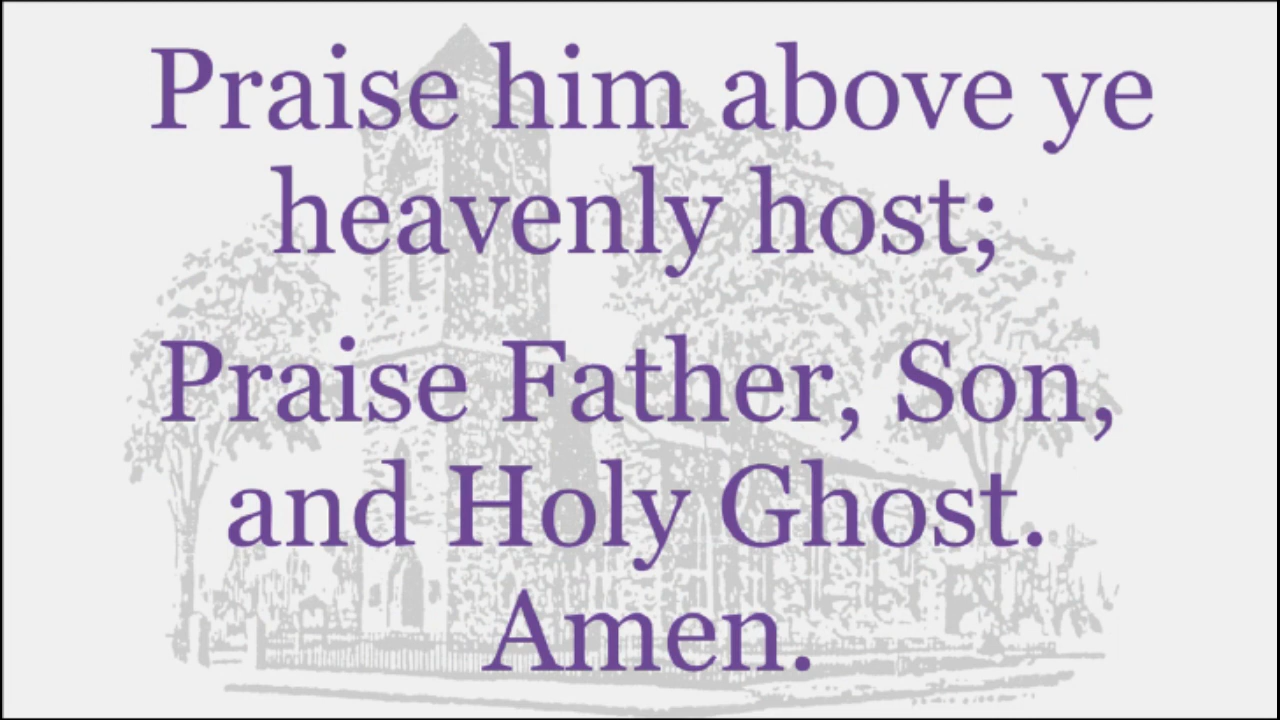 Praise him above ye
heavenly host;
Praise Father, Son,
and Holy Ghost.
Amen.